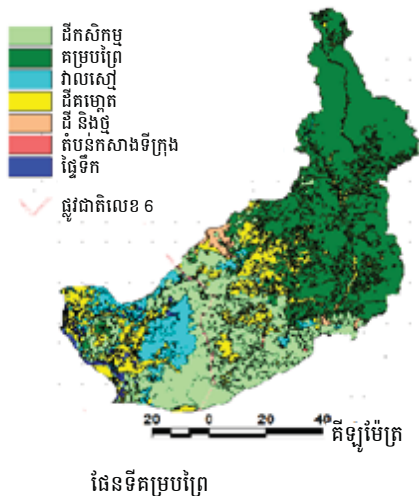 ដីកសិកម្ម
គម្របព្រៃ
វាលស្មៅ
ដីគម្ពោត
ដី និងថ្ម
តំបន់កសាងទីក្រុង
ផ្ទៃទឹក
ផ្លូវជាតិលេខ 6
20 0 20 40
គីឡូម៉ែត្រ
ផែនទីគម្របព្រៃ